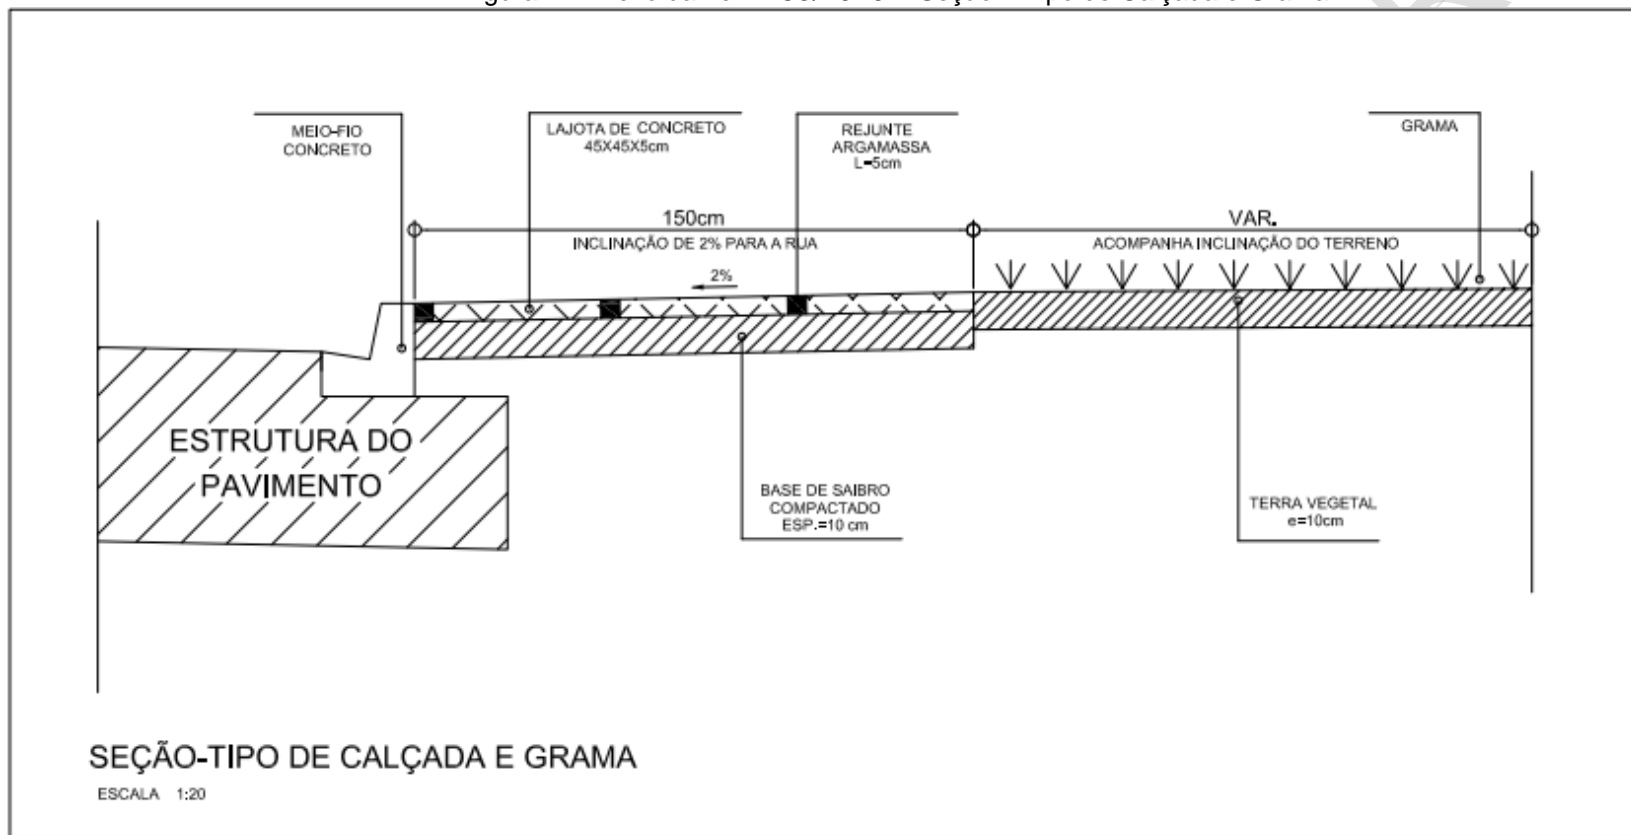 MEIO-FIO
CONCRETO
LAJOTA DE CONCRETO
45X45X5cm
REJUNTE
ARGAMASSA
L=5cm
GRAMA
150cm
INCLINAÇÃO DE 2% PARA A RUA
VAR.
ACOMPANHA INCLINAÇÃO DO TERRENO
2%
ESTRUTURA DO
PAVIMENTO
BASE DE SAIBRO
COMPACTADO
ESP.=10 cm
TERRA VEGETAL
e=10cm
SEÇÃO-TIPO DE CALÇADA E GRAMA
ESCALA 1:20